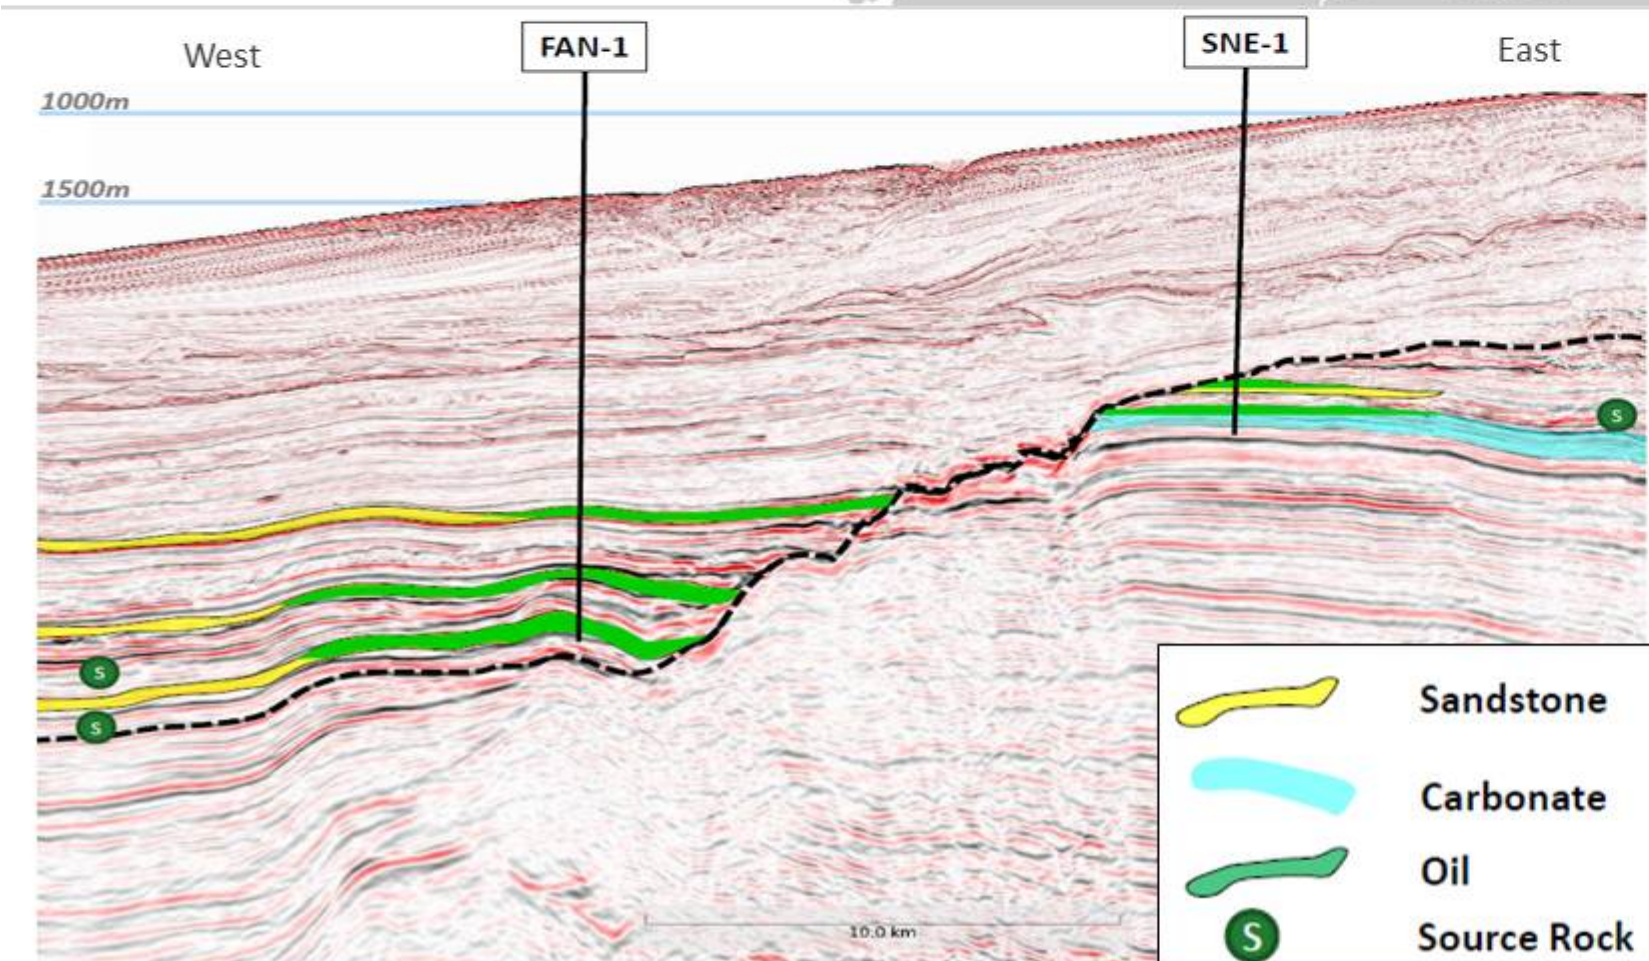 FAN-1
SNE-1
West
East
1000m
1500m
S
S
S
Sandstone
Carbonate
Oil
S
Source Rock
10.0 km